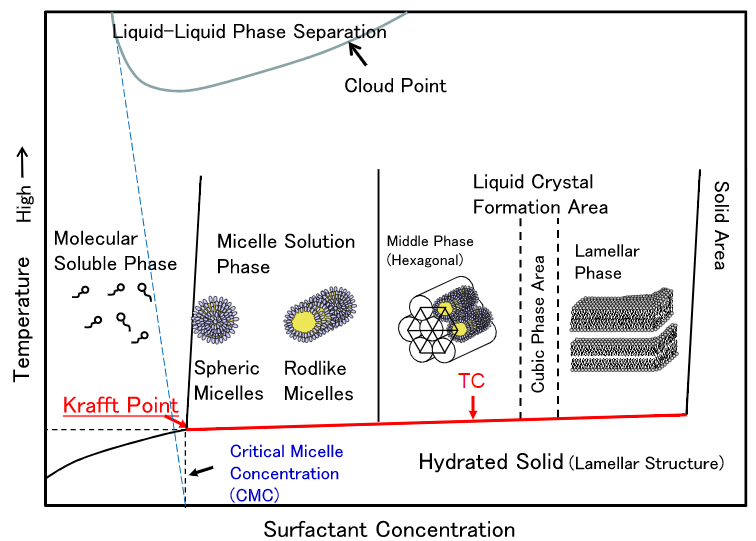 Liquid-Liquid Phase Separation
Cloud Point
Temperature High
Molecular
Soluble Phase
Micelle Solution
Phase
Spheric
Micelles
Rodlike
Micelles
Liquid Crystal
Formation Area
Middle Phase
(Hexagonal)
Cubic Phase Area
Lamellar
Phase
Solid Area
Krafft Point
TC
Critical Micelle
Concentration
(CMC)
Hydrated Solid (Lamellar Structure)
Surfactant Concentration